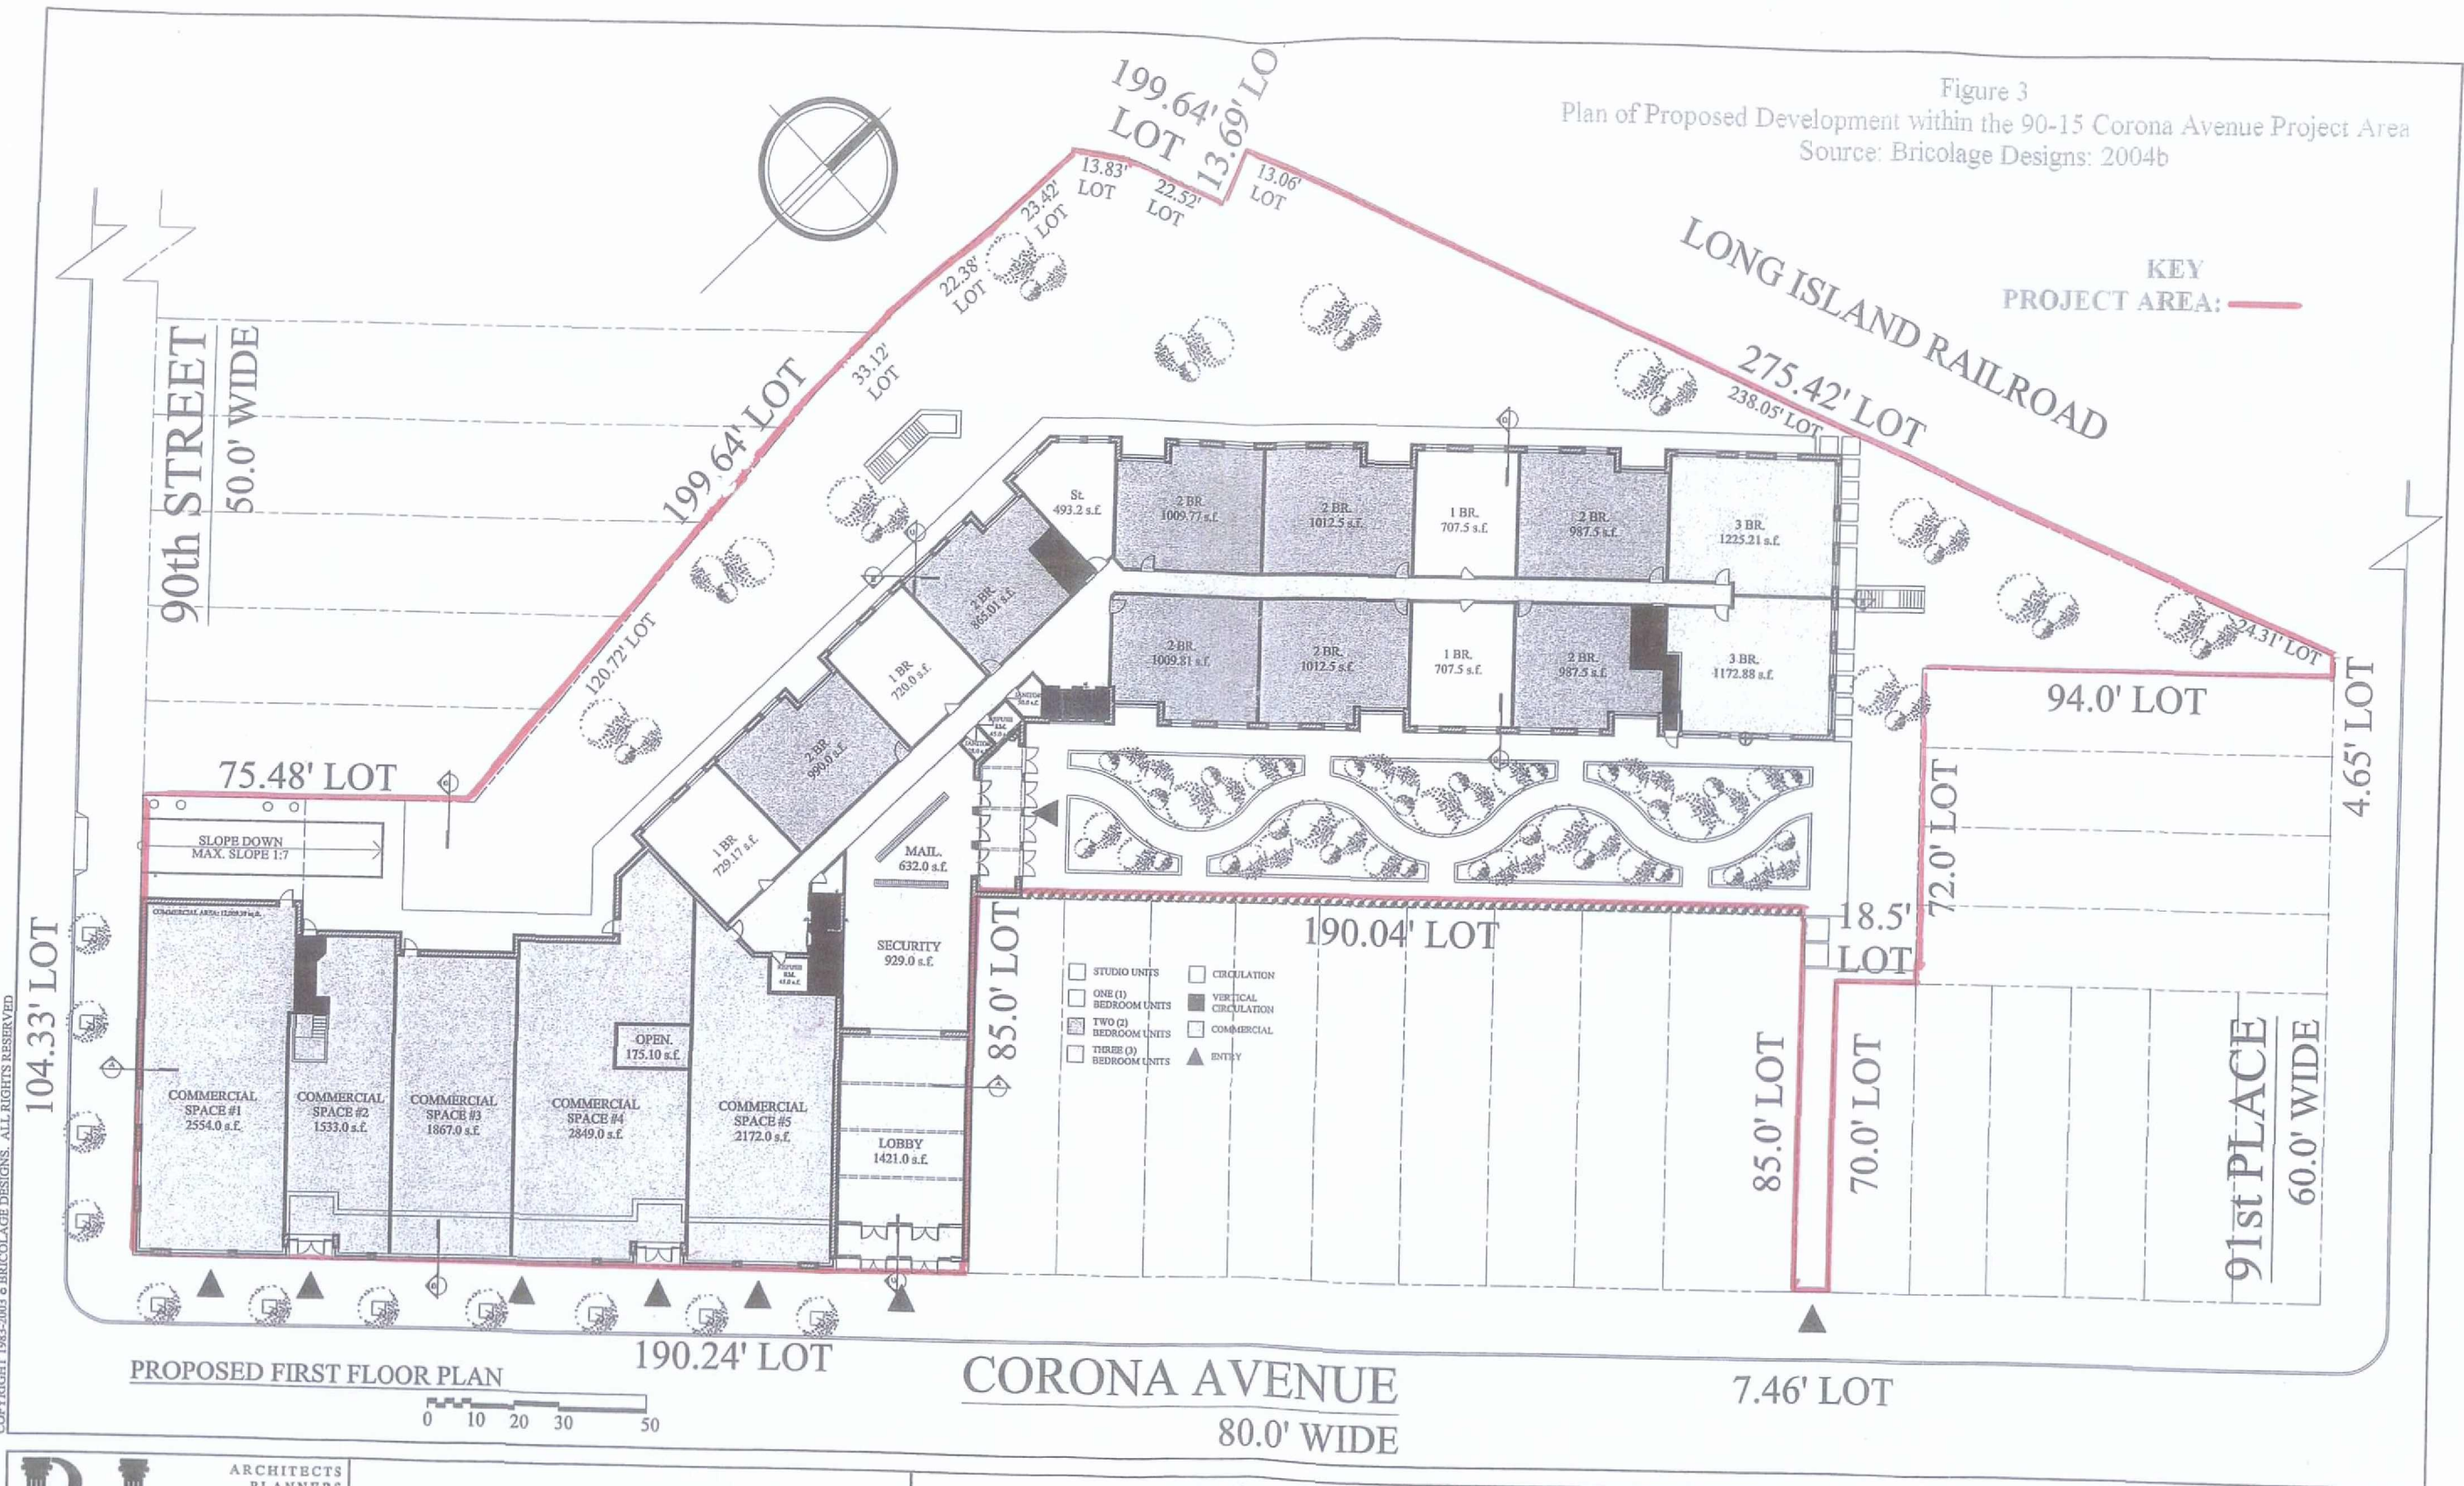 Figure 3
Plan of Proposed Development within the 90-15 Corona Avenue Project Area
Source: Bricolage Designs: 2004b
KEY
PROJECT AREA:
199.64'
LOT
13.69' LO
13.83'
LOT
22.52'
LOT
13.06'
LOT
23.42'
LOT
22.38'
LOT
33.12'
LOT
199.64' LOT
120.72' LOT
LONG ISLAND RAILROAD
275.42' LOT
238.05' LOT
24.31' LOT
90th STREET
50.0' WIDE
75.48' LOT
SLOPE DOWN
MAX. SLOPE 1:7
104.33' LOT
St.
493.2 s.f.
2 BR.
1009.77 s.f.
2 BR.
1012.5 s.f.
1 BR.
707.5 s.f.
2 BR.
987.5 s.f.
3 BR.
1225.21 s.f.
2 BR.
865.01 s.f.
1 BR
720.0 s.f.
2 BR
990.0 s.f.
1 BR
729.17 s.f.
2 BR.
1009.81 s.f.
2 BR.
1012.5 s.f.
1 BR.
707.5 s.f.
2 BR.
987.5 s.f.
3 BR.
1172.88 s.f.
MAIL.
632.0 s.f.
SECURITY
929.0 s.f.
LOBBY
1421.0 s.f.
OPEN.
175.10 s.f.
COMMERCIAL
SPACE #1
2554.0 s.f.
COMMERCIAL
SPACE #2
1533.0 s.f.
COMMERCIAL
SPACE #3
1867.0 s.f.
COMMERCIAL
SPACE #4
2849.0 s.f.
COMMERCIAL
SPACE #5
2172.0 s.f.
85.0' LOT
190.04' LOT
STUDIO UNITS
ONE (1)
BEDROOM UNITS
TWO (2)
BEDROOM UNITS
THREE (3)
BEDROOM UNITS
CIRCULATION
VERTICAL
CIRCULATION
COMMERCIAL
ENTRY
94.0' LOT
4.65' LOT
72.0' LOT
18.5'
LOT
85.0' LOT
70.0' LOT
91st PLACE
60.0' WIDE
PROPOSED FIRST FLOOR PLAN
0 10 20 30 50
190.24' LOT
CORONA AVENUE
80.0' WIDE
7.46' LOT
COPYRIGHT 1983-2003 © BRICOLAGE DESIGNS. ALL RIGHTS RESERVED
ARCHITECTS
PLANNERS